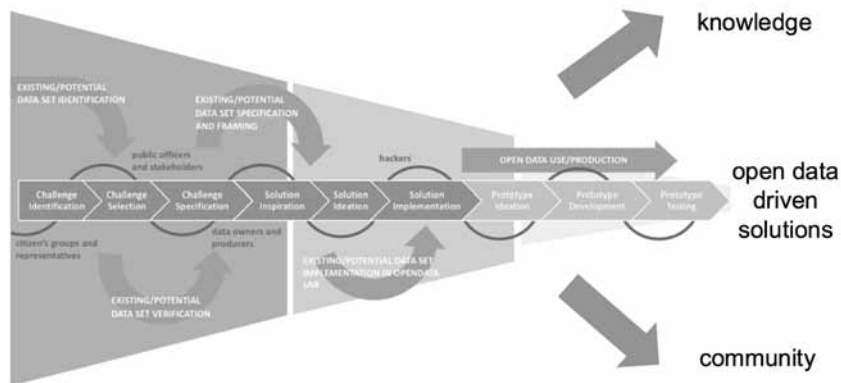 knowledge
EXISTING/POTENTIAL
DATA SET IDENTIFICATION
EXISTING/POTENTIAL
DATA SET SPECIFICATION
AND FRAMING
public officers
and stakeholders
hackers
OPEN DATA USE/PRODUCTION
Challenge
Identification
Challenge
Selection
Challenge
Specification
Solution
Inspiration
Solution
Ideation
Solution
Implementation
Prototype
Ideation
Prototype
Development
Prototype
Testing
open data
driven
solutions
citizen's groups and
representatives
data owners and
producers
EXISTING/POTENTIAL DATA SET
IMPLEMENTATION IN OPENDATA
LAB
EXISTING/POTENTIAL
DATA SET VERIFICATION
community